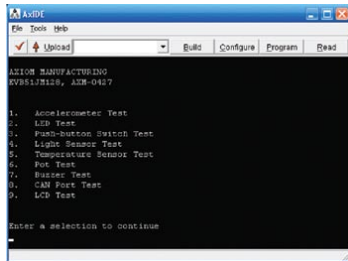 AxIDE
File Tools Help
Upload Build Configure Program Read
AXIOM MANUFACTURING
EVB51JM128, AXM-0427
1. Accelerometer Test
2. LED Test
3. Push-button Switch Test
4. Light Sensor Test
5. Temperature Sensor Test
6. Pot Test
7. Buzzer Test
8. CAN Port Test
9. LCD Test
Enter a selection to continue